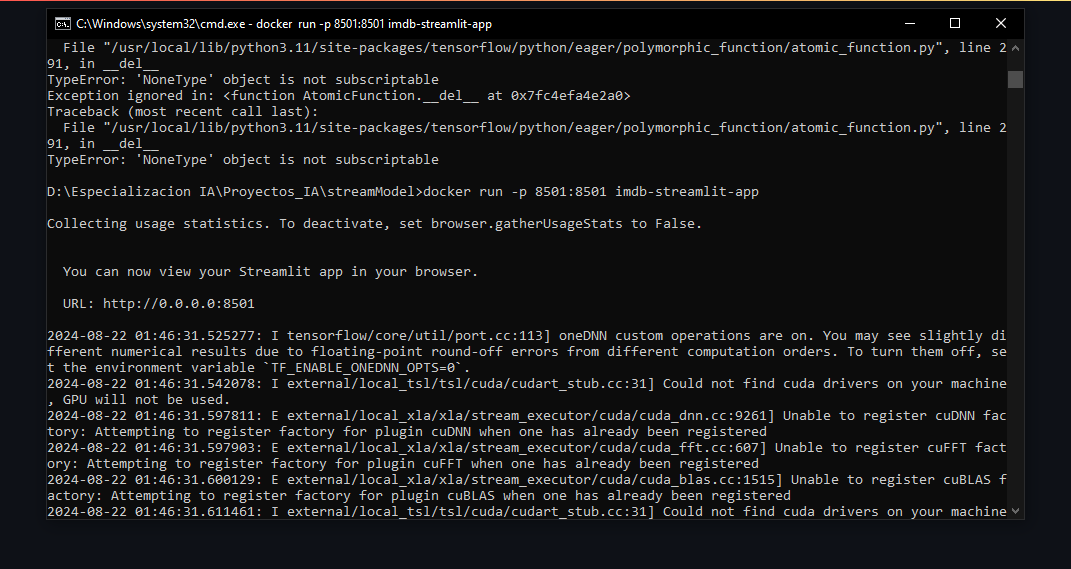 C:\Windows\system32\cmd.exe - docker run -p 8501:8501 imdb-streamlit-app
File "/usr/local/lib/python3.11/site-packages/tensorflow/python/eager/polymorphic_function/atomic_function.py", line 2
91, in __del__
TypeError: 'NoneType' object is not subscriptable
Exception ignored in: <function AtomicFunction.__del__ at 0x7fc4efa4e2a0>
Traceback (most recent call last):
File "/usr/local/lib/python3.11/site-packages/tensorflow/python/eager/polymorphic_function/atomic_function.py", line 2
91, in __del__
TypeError: 'NoneType' object is not subscriptable
D:\Especializacion IA\Proyectos_IA\streamModel>docker run -p 8501:8501 imdb-streamlit-app
Collecting usage statistics. To deactivate, set browser.gatherUsageStats to False.
You can now view your Streamlit app in your browser.
URL: http://0.0.0.0:8501
2024-08-22 01:46:31.525277: I tensorflow/core/util/port.cc:113] oneDNN custom operations are on. You may see slightly di
fferent numerical results due to floating-point round-off errors from different computation orders. To turn them off, se
t the environment variable `TF_ENABLE_ONEDNN_OPTS=0`.
2024-08-22 01:46:31.542078: I external/local_tsl/tsl/cuda/cudart_stub.cc:31] Could not find cuda drivers on your machine
, GPU will not be used.
2024-08-22 01:46:31.597811: E external/local_xla/xla/stream_executor/cuda/cuda_dnn.cc:9261] Unable to register cuDNN fac
tory: Attempting to register factory for plugin cuDNN when one has already been registered
2024-08-22 01:46:31.597903: E external/local_xla/xla/stream_executor/cuda/cuda_fft.cc:607] Unable to register cuFFT fact
ory: Attempting to register factory for plugin cuFFT when one has already been registered
2024-08-22 01:46:31.600129: E external/local_xla/xla/stream_executor/cuda/cuda_blas.cc:1515] Unable to register cuBLAS f
actory: Attempting to register factory for plugin cuBLAS when one has already been registered
2024-08-22 01:46:31.611461: I external/local_tsl/tsl/cuda/cudart_stub.cc:31] Could not find cuda drivers on your machine